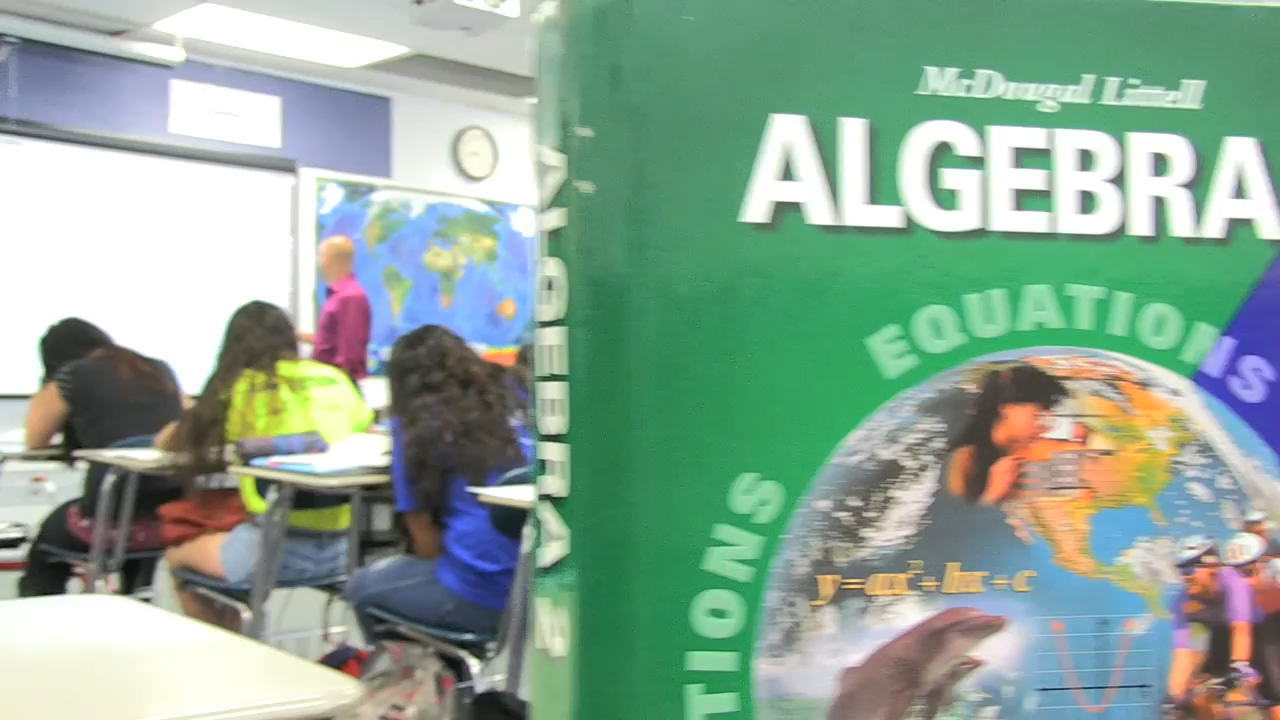 McDougal Littell
ALGEBRA
ALGEBRA 2
EQUATIONS
TIONS
y=ax²+bx+c